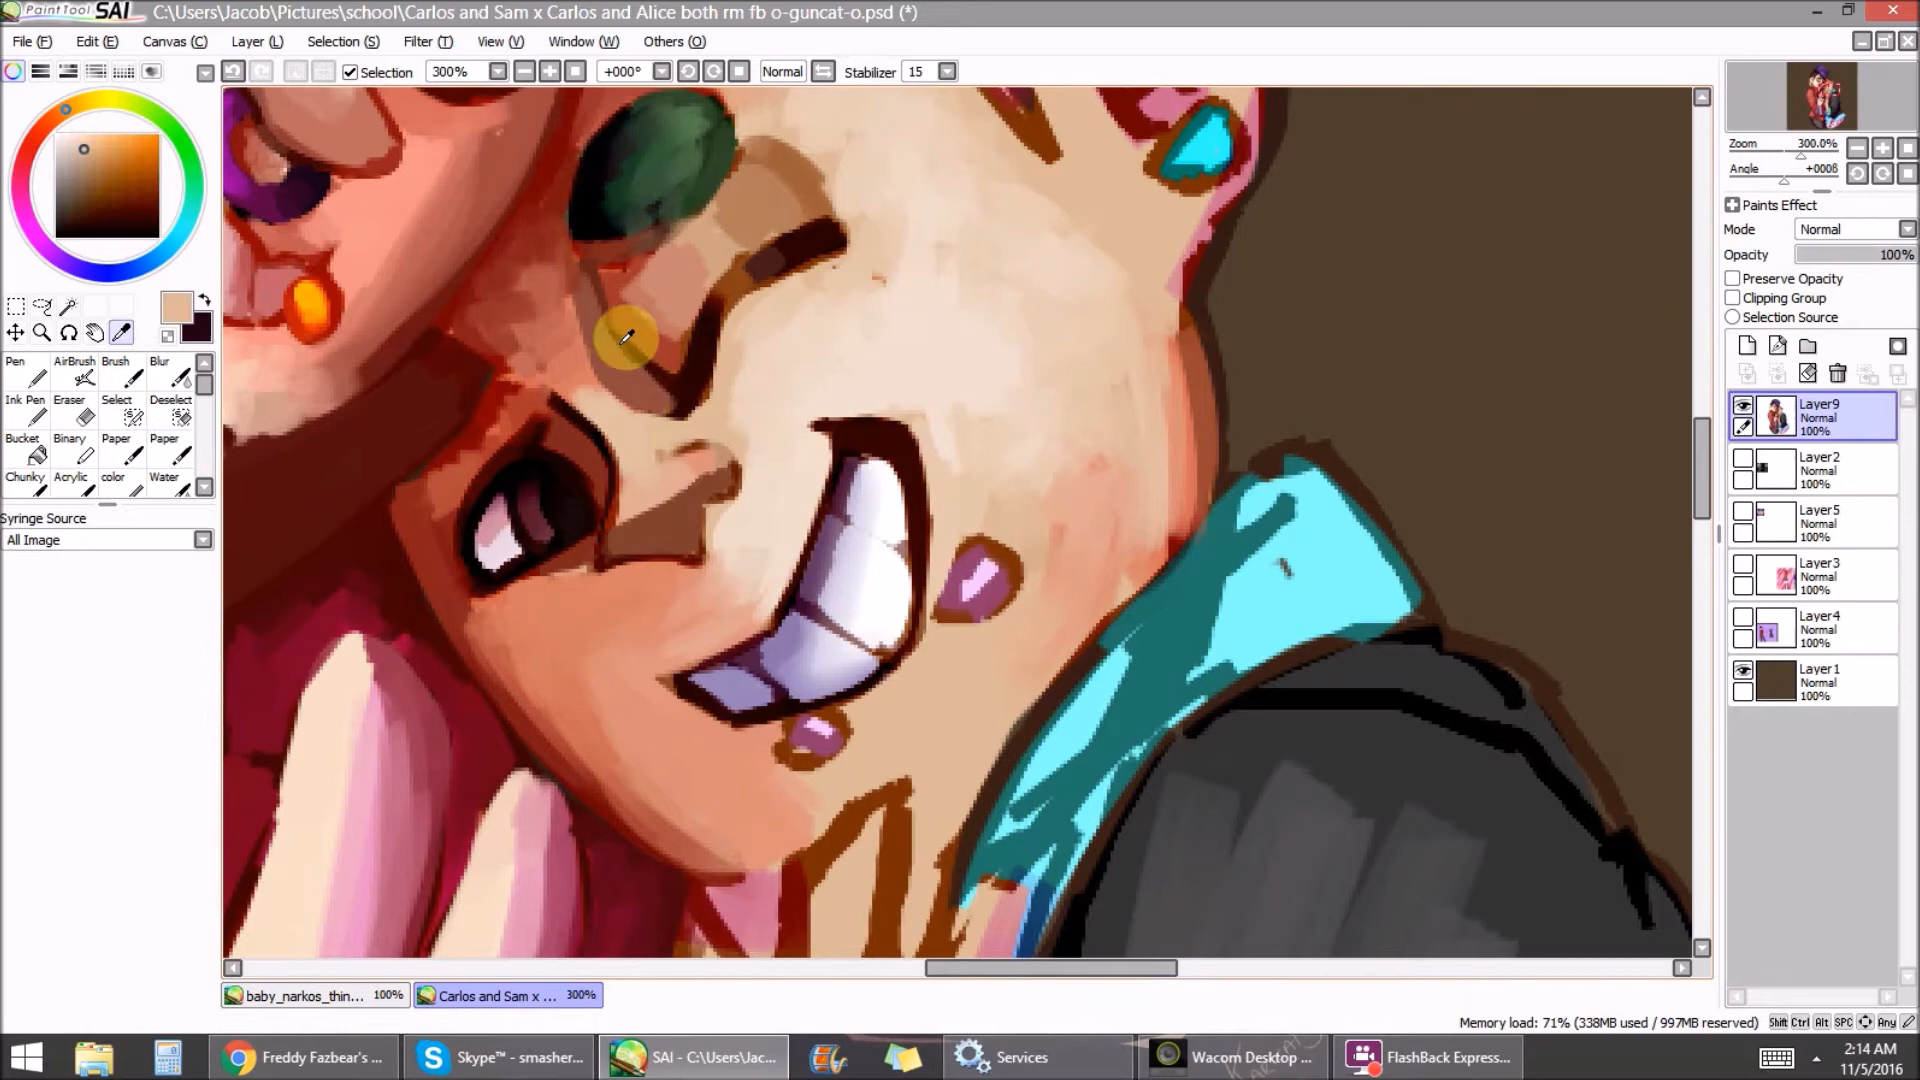 PaintTool SAI C:\Users\Jacob\Pictures\school\Carlos and Sam x Carlos and Alice both rm fb o-guncat-o.psd (*)
File (F) Edit (E) Canvas (C) Layer (L) Selection (S) Filter (T) View (V) Window (W) Others (O)
Selection 300% +000° Normal Stabilizer 15
Zoom 300.0%
Angle +000ß
Paints Effect
Mode Normal
Opacity 100%
Preserve Opacity
Clipping Group
Selection Source
Pen AirBrush Brush Blur
Ink Pen Eraser Select Deselect
Bucket Binary Paper Paper
Chunky Acrylic color Water
Syringe Source
All Image
Layer9
Normal
100%
Layer2
Normal
100%
Layer5
Normal
100%
Layer3
Normal
100%
Layer4
Normal
100%
Layer1
Normal
100%
baby_narkos_thin... 100% Carlos and Sam x ... 300%
Memory load: 71% (338MB used / 997MB reserved) Shift Ctrl Alt SPC Any
Freddy Fazbear's ... Skype™ - smasher... SAI - C:\Users\Jac... Services Wacom Desktop ... FlashBack Express...
2:14 AM
11/5/2016